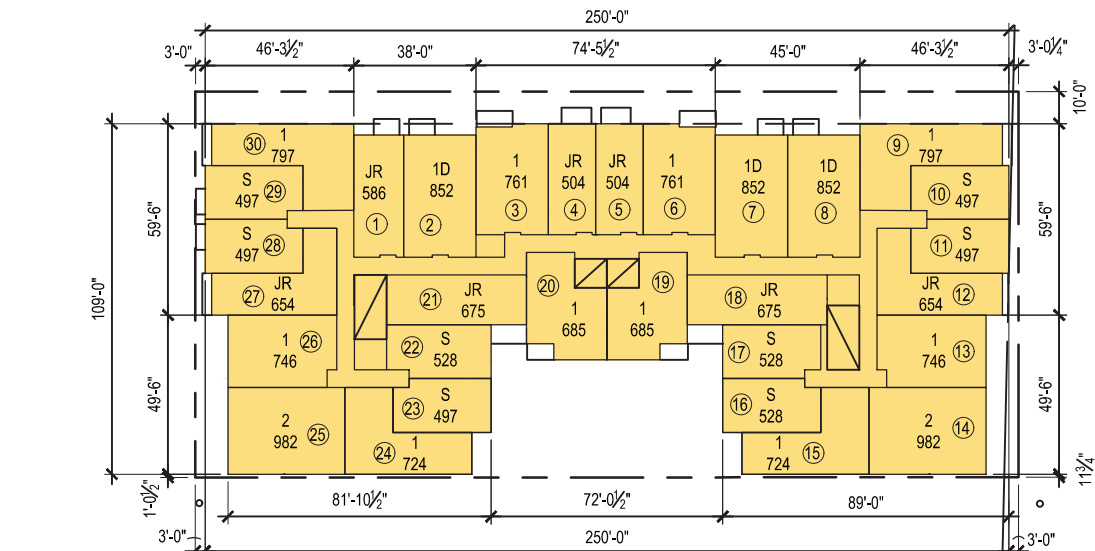 250'-0"
3'-0" 46'-3½" 38'-0" 74'-5½" 45'-0" 46'-3½" 3'-0¼"
10'-0"
30 1 797
JR 586 1
1D 852 2
1 761 3
JR 504 4
JR 504 5
1 761 6
1D 852 7
1D 852 8
9 1 797
S 497 29
S 497 10
59'-6"
59'-6"
109'-0"
S 497 28
S 497 11
27 JR 654
21 JR 675
20 1 685
19 1 685
18 JR 675
JR 654 12
1 746 26
22 S 528
17 S 528
1 746 13
49'-6"
49'-6"
23 S 497
16 S 528
2 982 25
24 1 724
1 724 15
2 982 14
1'-0½"
11¾"
81'-10½" 72'-0½" 89'-0"
3'-0" 250'-0" 3'-0"